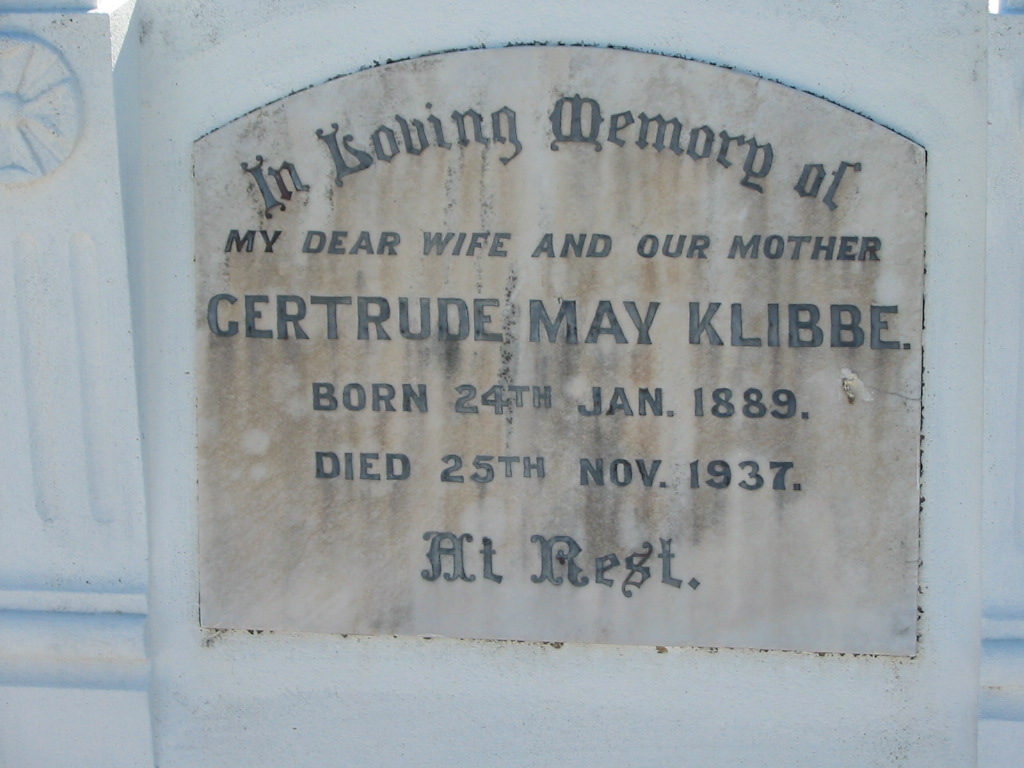 In Loving Memory of
MY DEAR WIFE AND OUR MOTHER
GERTRUDE MAY KLIBBE.
BORN 24TH JAN. 1889.
DIED 25TH NOV. 1937.
At Rest.